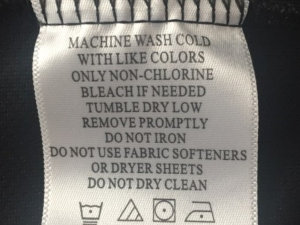 MACHINE WASH COLD
WITH LIKE COLORS
ONLY NON-CHLORINE
BLEACH IF NEEDED
TUMBLE DRY LOW
REMOVE PROMPTLY
DO NOT IRON
DO NOT USE FABRIC SOFTENERS
OR DRYER SHEETS
DO NOT DRY CLEAN